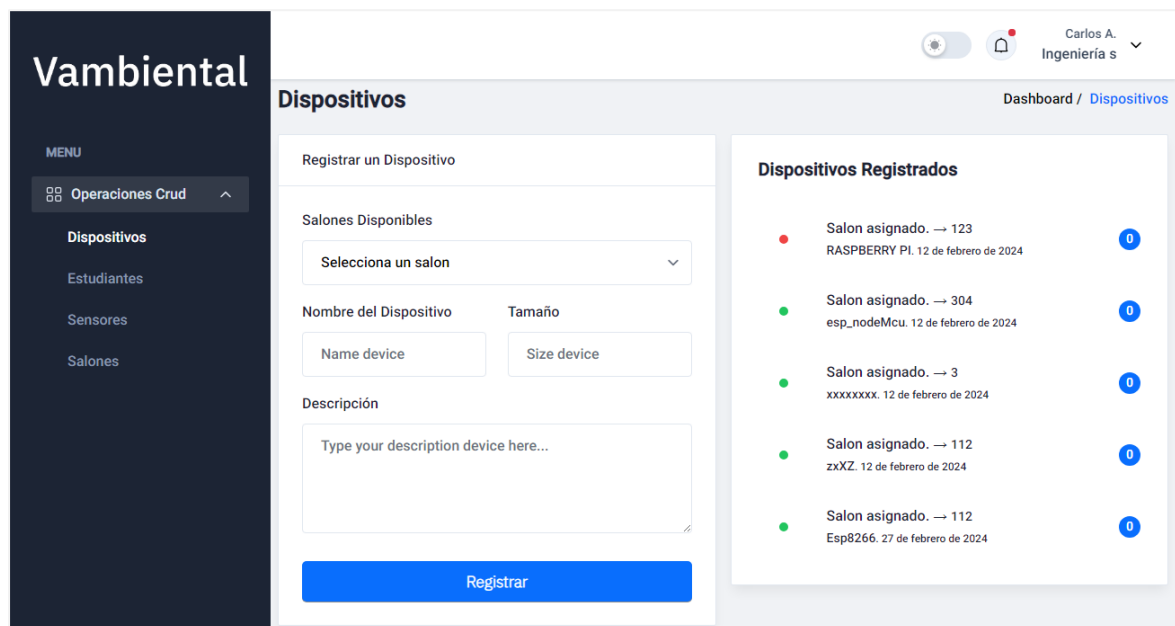 Vambiental
MENU
Operaciones Crud
Dispositivos
Estudiantes
Sensores
Salones
Carlos A.
Ingeniería s
Dispositivos
Dashboard / Dispositivos
Registrar un Dispositivo
Salones Disponibles
Selecciona un salon
Nombre del Dispositivo Tamaño
Name device Size device
Descripción
Type your description device here...
Registrar
Dispositivos Registrados
Salon asignado. → 123
RASPBERRY PI. 12 de febrero de 2024
0
Salon asignado. → 304
esp_nodeMcu. 12 de febrero de 2024
0
Salon asignado. → 3
xxxxxxxx. 12 de febrero de 2024
0
Salon asignado. → 112
zxXZ. 12 de febrero de 2024
0
Salon asignado. → 112
Esp8266. 27 de febrero de 2024
0